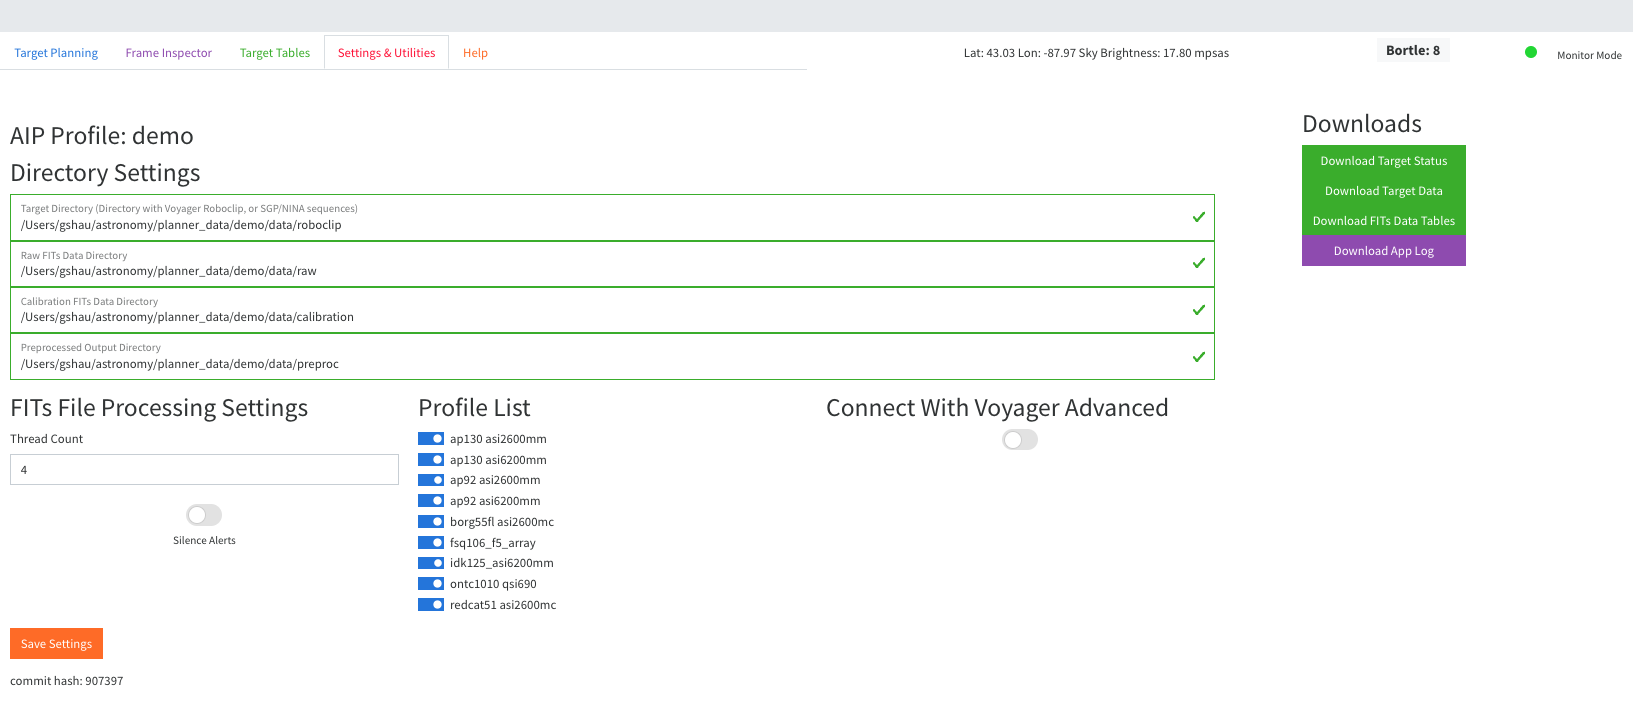 Target Planning Frame Inspector Target Tables Settings & Utilities Help Lat: 43.03 Lon: -87.97 Sky Brightness: 17.80 mpsas Bortle: 8 Monitor Mode
AIP Profile: demo
Directory Settings
Target Directory (Directory with Voyager Roboclip, or SGP/NINA sequences)
/Users/gshau/astronomy/planner_data/demo/data/roboclip
Raw FITs Data Directory
/Users/gshau/astronomy/planner_data/demo/data/raw
Calibration FITs Data Directory
/Users/gshau/astronomy/planner_data/demo/data/calibration
Preprocessed Output Directory
/Users/gshau/astronomy/planner_data/demo/data/preproc
Downloads
Download Target Status
Download Target Data
Download FITs Data Tables
Download App Log
FITs File Processing Settings
Thread Count
4
Silence Alerts
Profile List
ap130 asi2600mm
ap130 asi6200mm
ap92 asi2600mm
ap92 asi6200mm
borg55fl asi2600mc
fsq106_f5_array
idk125_asi6200mm
ontc1010 qsi690
redcat51 asi2600mc
Connect With Voyager Advanced
Save Settings
commit hash: 907397